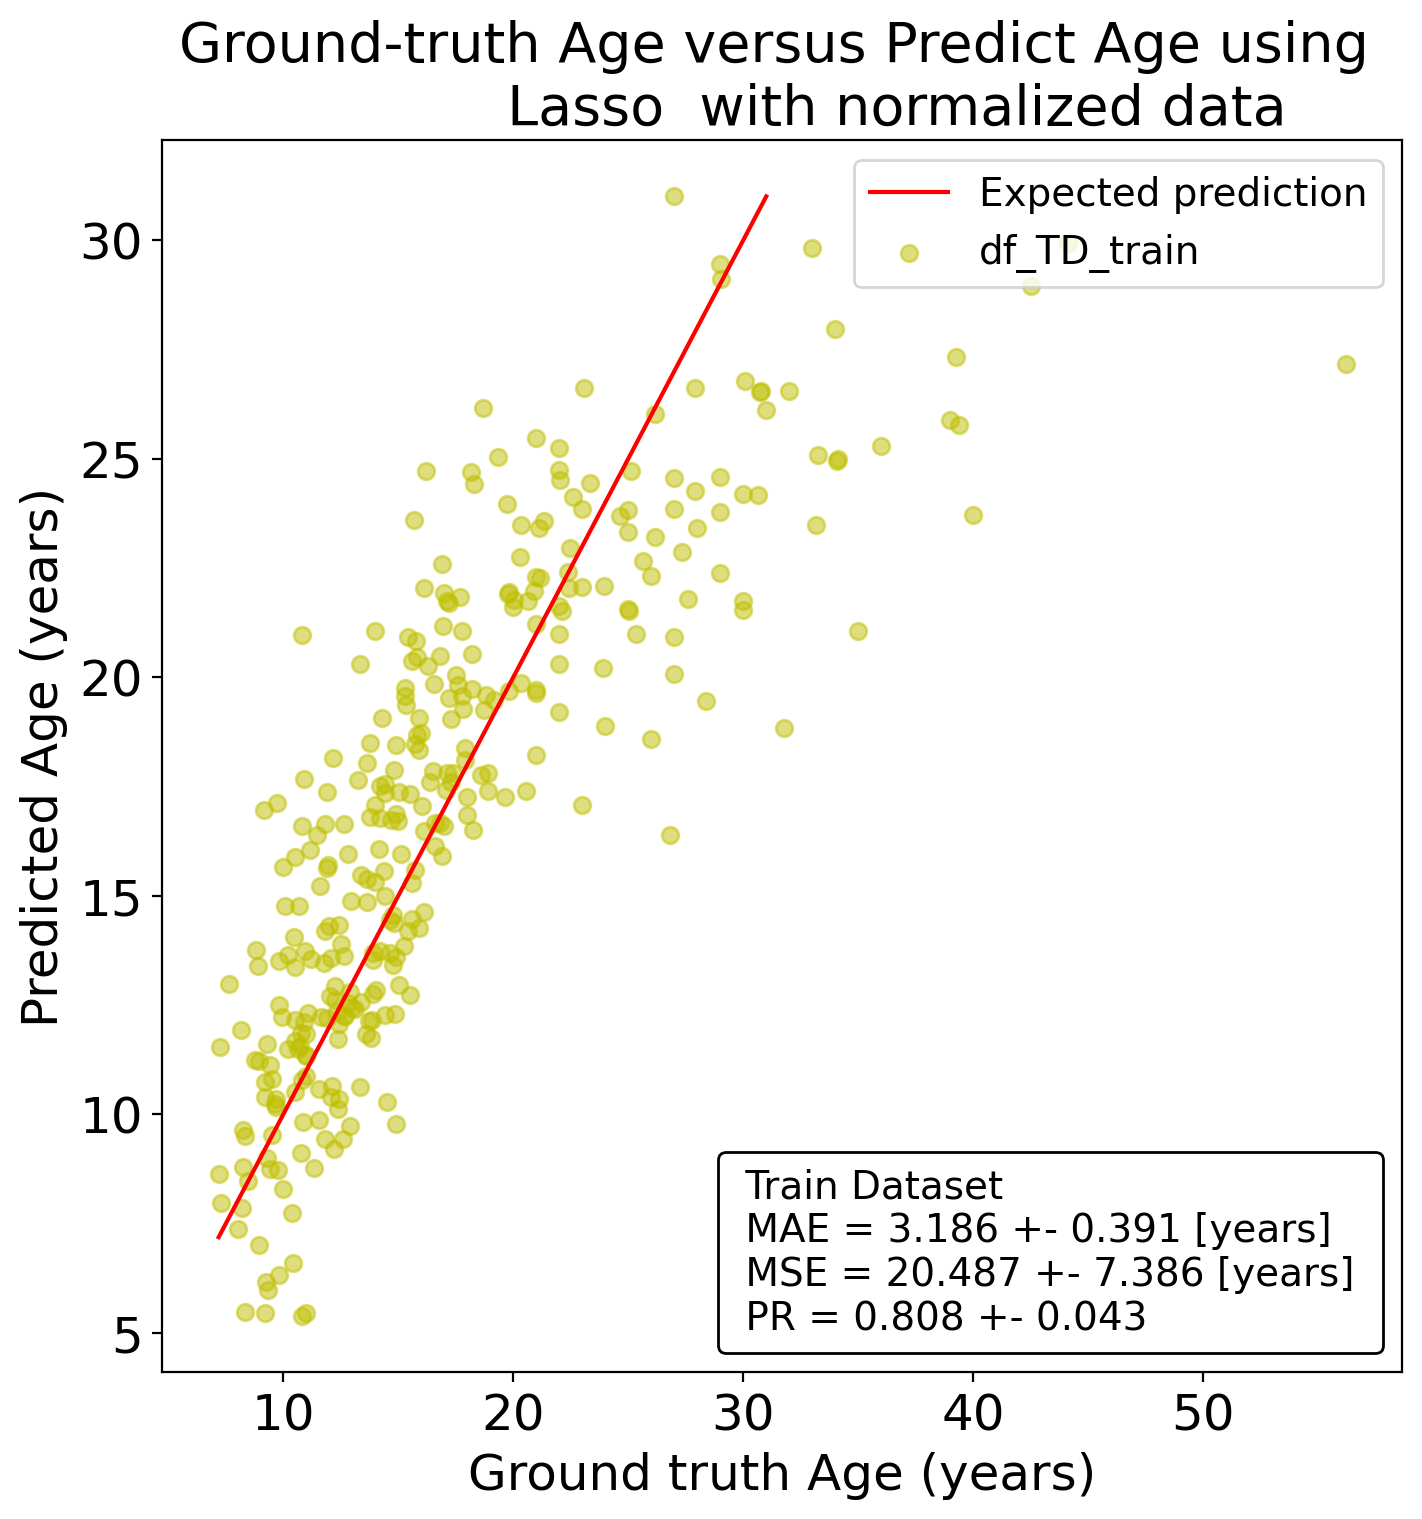 Ground-truth Age versus Predict Age using
Lasso  with normalized data
Expected prediction
df_TD_train
Predicted Age (years)
30
25
20
15
10
5
Train Dataset
MAE = 3.186 +- 0.391 [years]
MSE = 20.487 +- 7.386 [years]
PR = 0.808 +- 0.043
10 20 30 40 50
Ground truth Age (years)